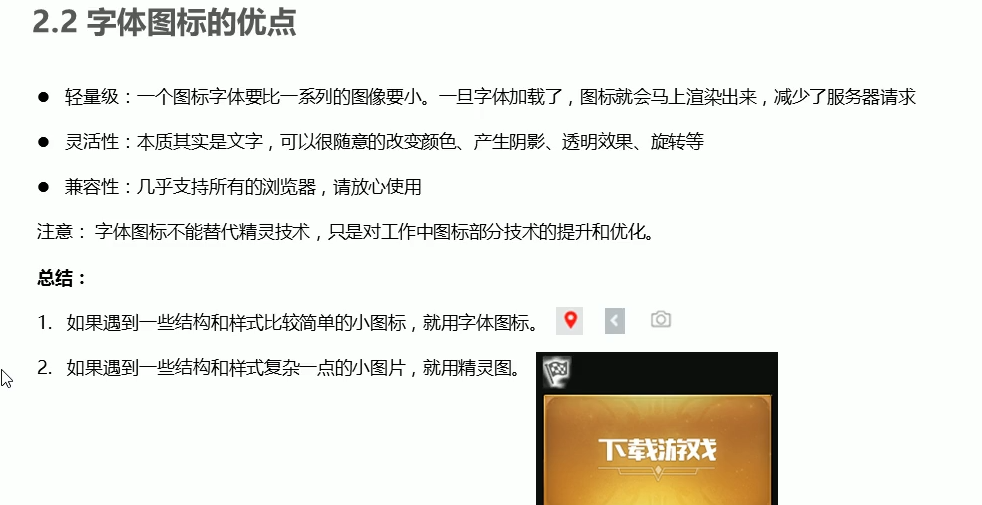 2.2 字体图标的优点
● 轻量级：一个图标字体要比一系列的图像要小。一旦字体加载了，图标就会马上渲染出来，减少了服务器请求
● 灵活性：本质其实是文字，可以很随意的改变颜色、产生阴影、透明效果、旋转等
● 兼容性：几乎支持所有的浏览器，请放心使用
注意： 字体图标不能替代精灵技术，只是对工作中图标部分技术的提升和优化。
总结：
1. 如果遇到一些结构和样式比较简单的小图标，就用字体图标。
2. 如果遇到一些结构和样式复杂一点的小图片，就用精灵图。
下载游戏